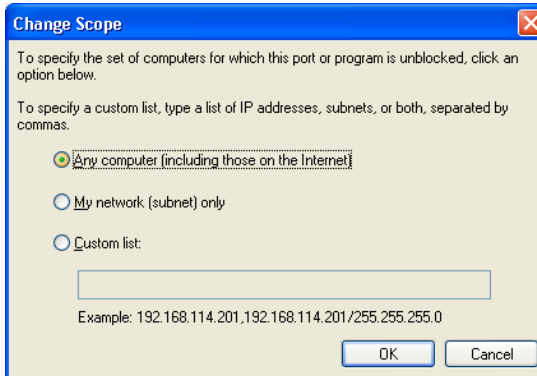 Change Scope
To specify the set of computers for which this port or program is unblocked, click an
option below.
To specify a custom list, type a list of IP addresses, subnets, or both, separated by
commas.
Any computer (including those on the Internet)
My network (subnet) only
Custom list:
Example: 192.168.114.201,192.168.114.201/255.255.255.0
OK
Cancel